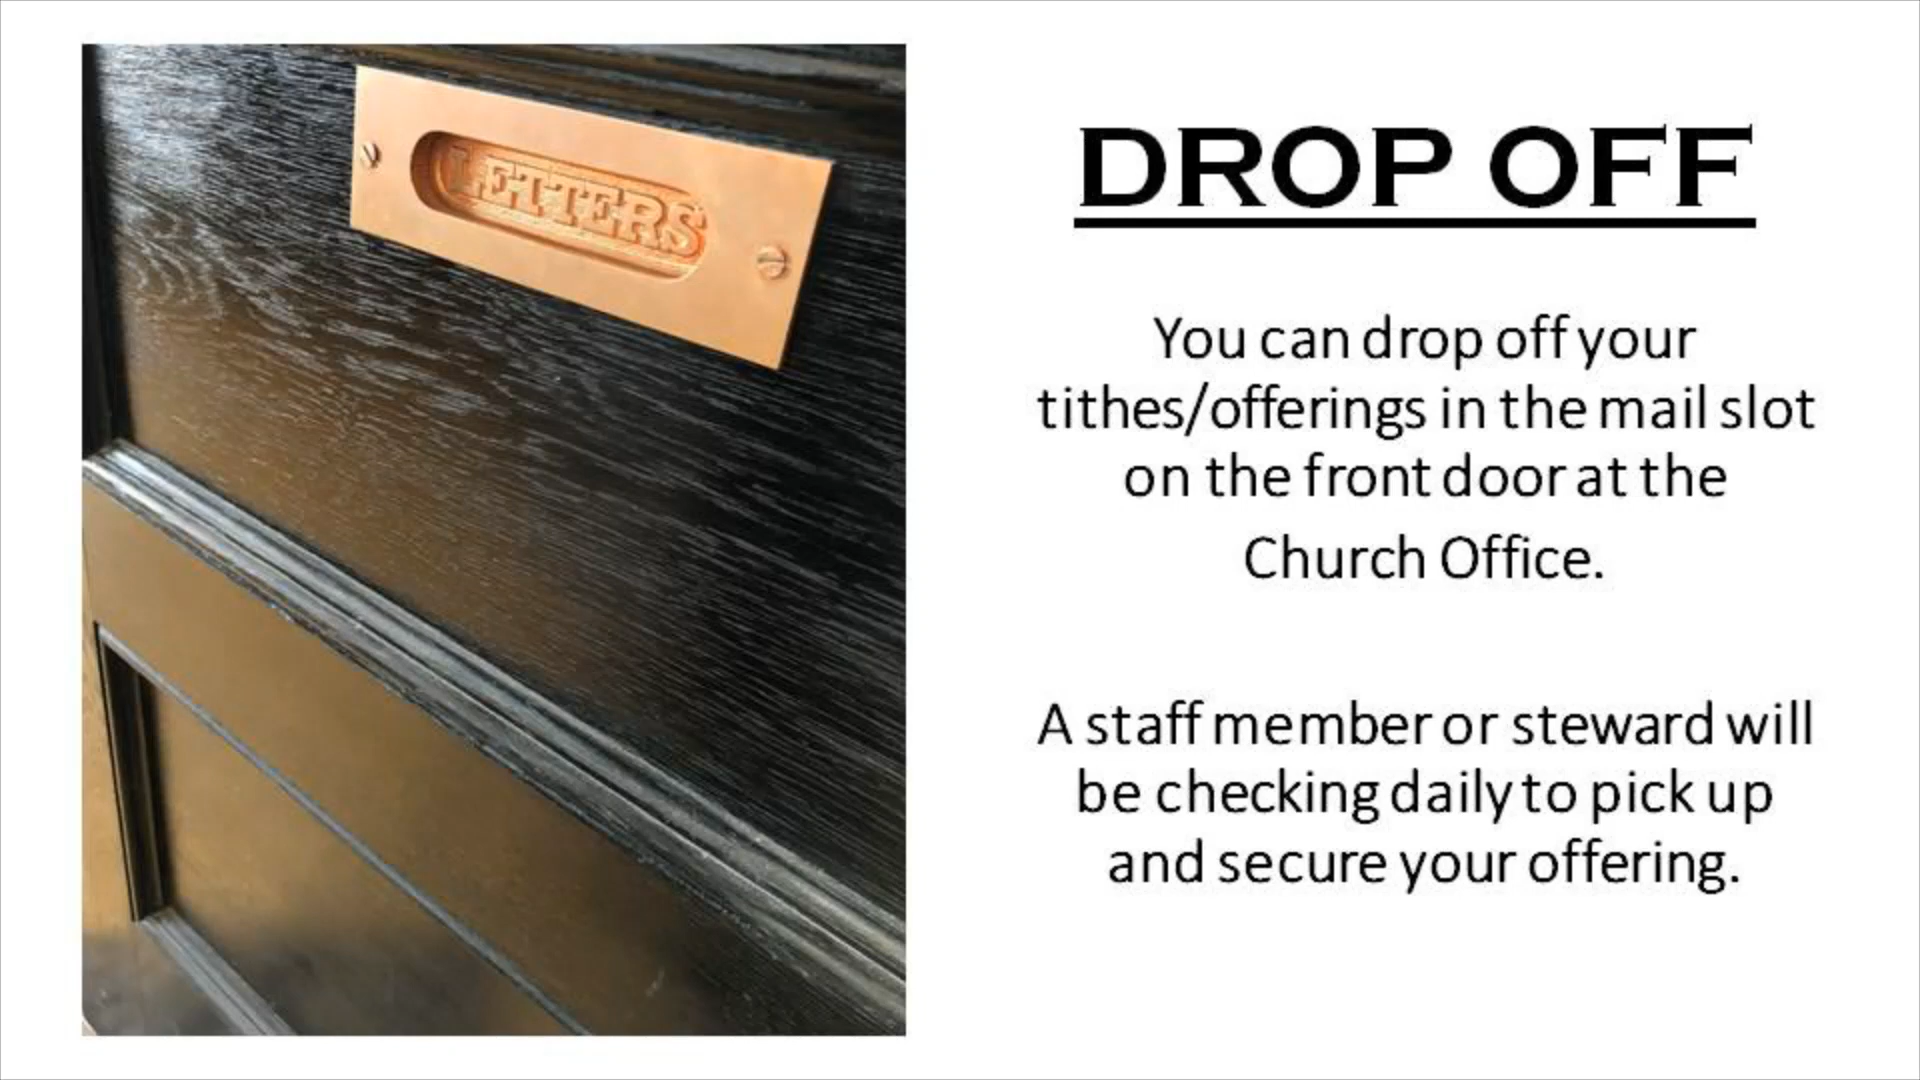 LETTERS
DROP OFF
You can drop off your
tithes/offerings in the mail slot
on the front door at the
Church Office.
A staff member or steward will
be checking daily to pick up
and secure your offering.